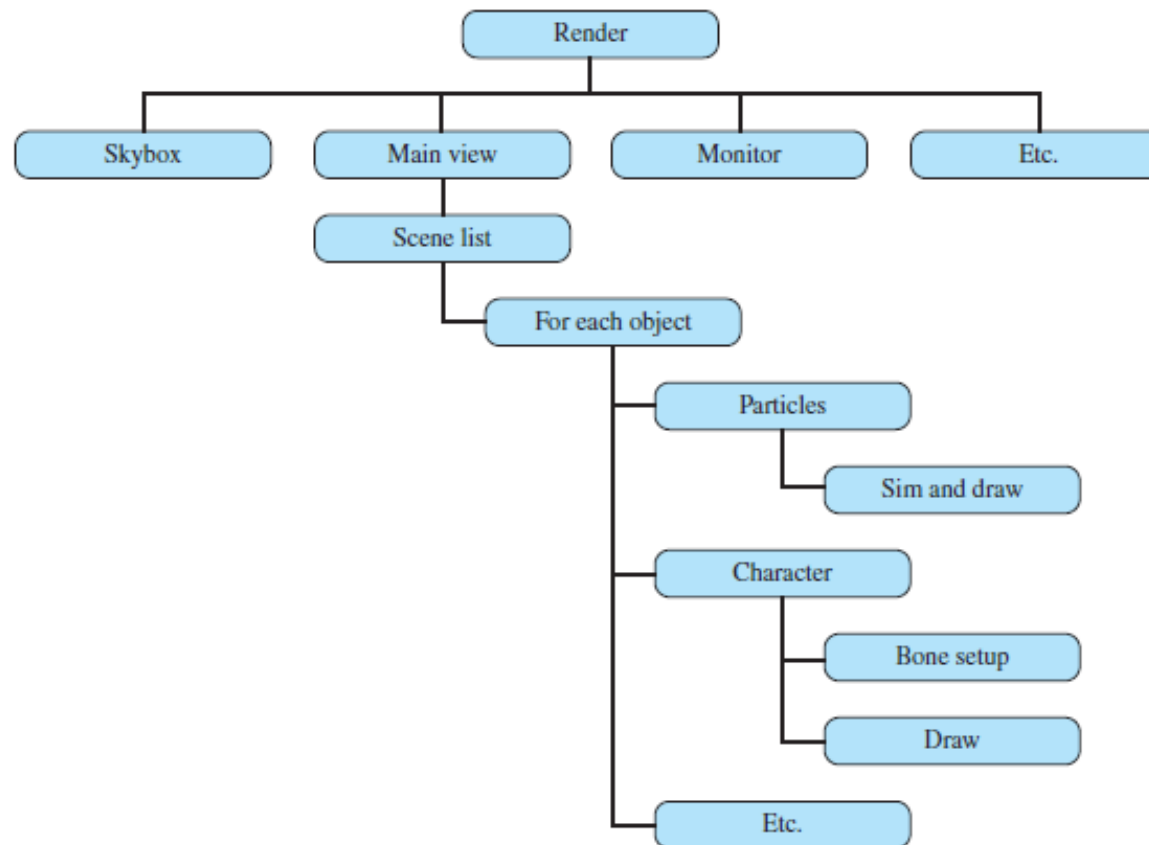 Render
Skybox
Main view
Monitor
Etc.
Scene list
For each object
Particles
Sim and draw
Character
Bone setup
Draw
Etc.